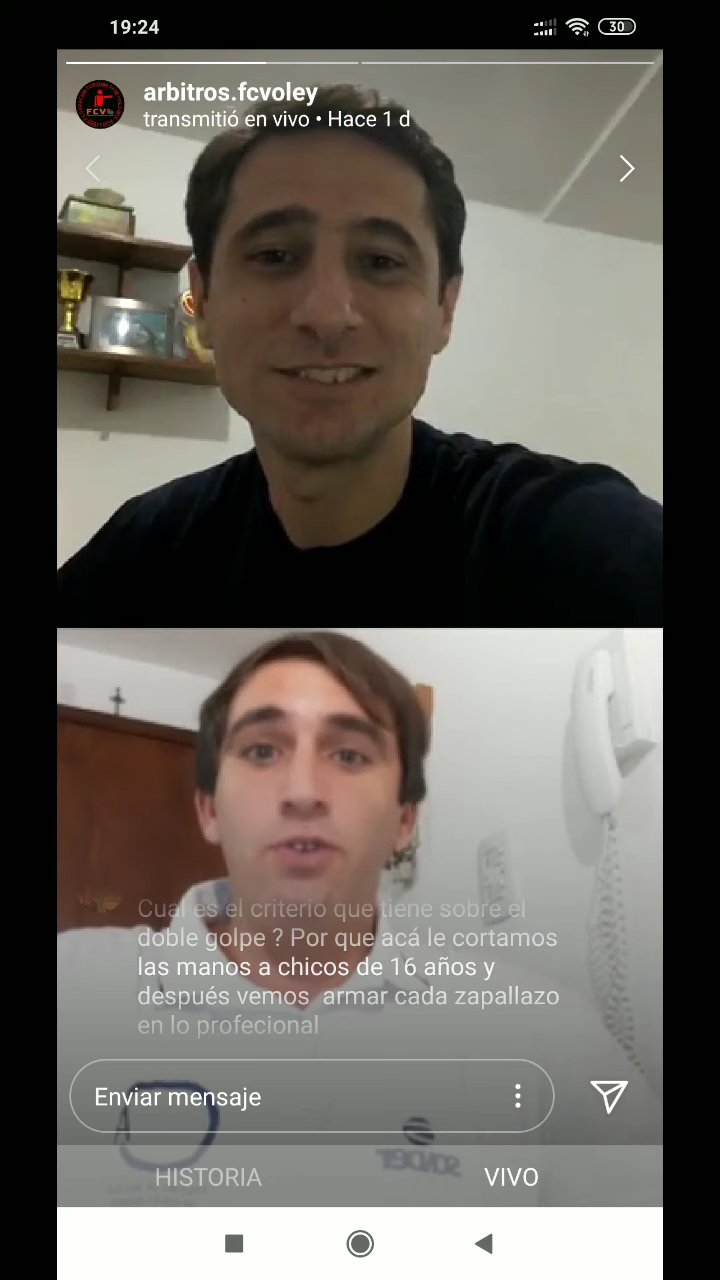 19:24
30
arbitros.fcvoley
transmitió en vivo • Hace 1 d
FCV
Cual es el criterio que tiene sobre el
doble golpe ? Por que acá le cortamos
las manos a chicos de 16 años y
después vemos armar cada zapallazo
en lo profecional
Enviar mensaje
SONDER
HISTORIA
VIVO